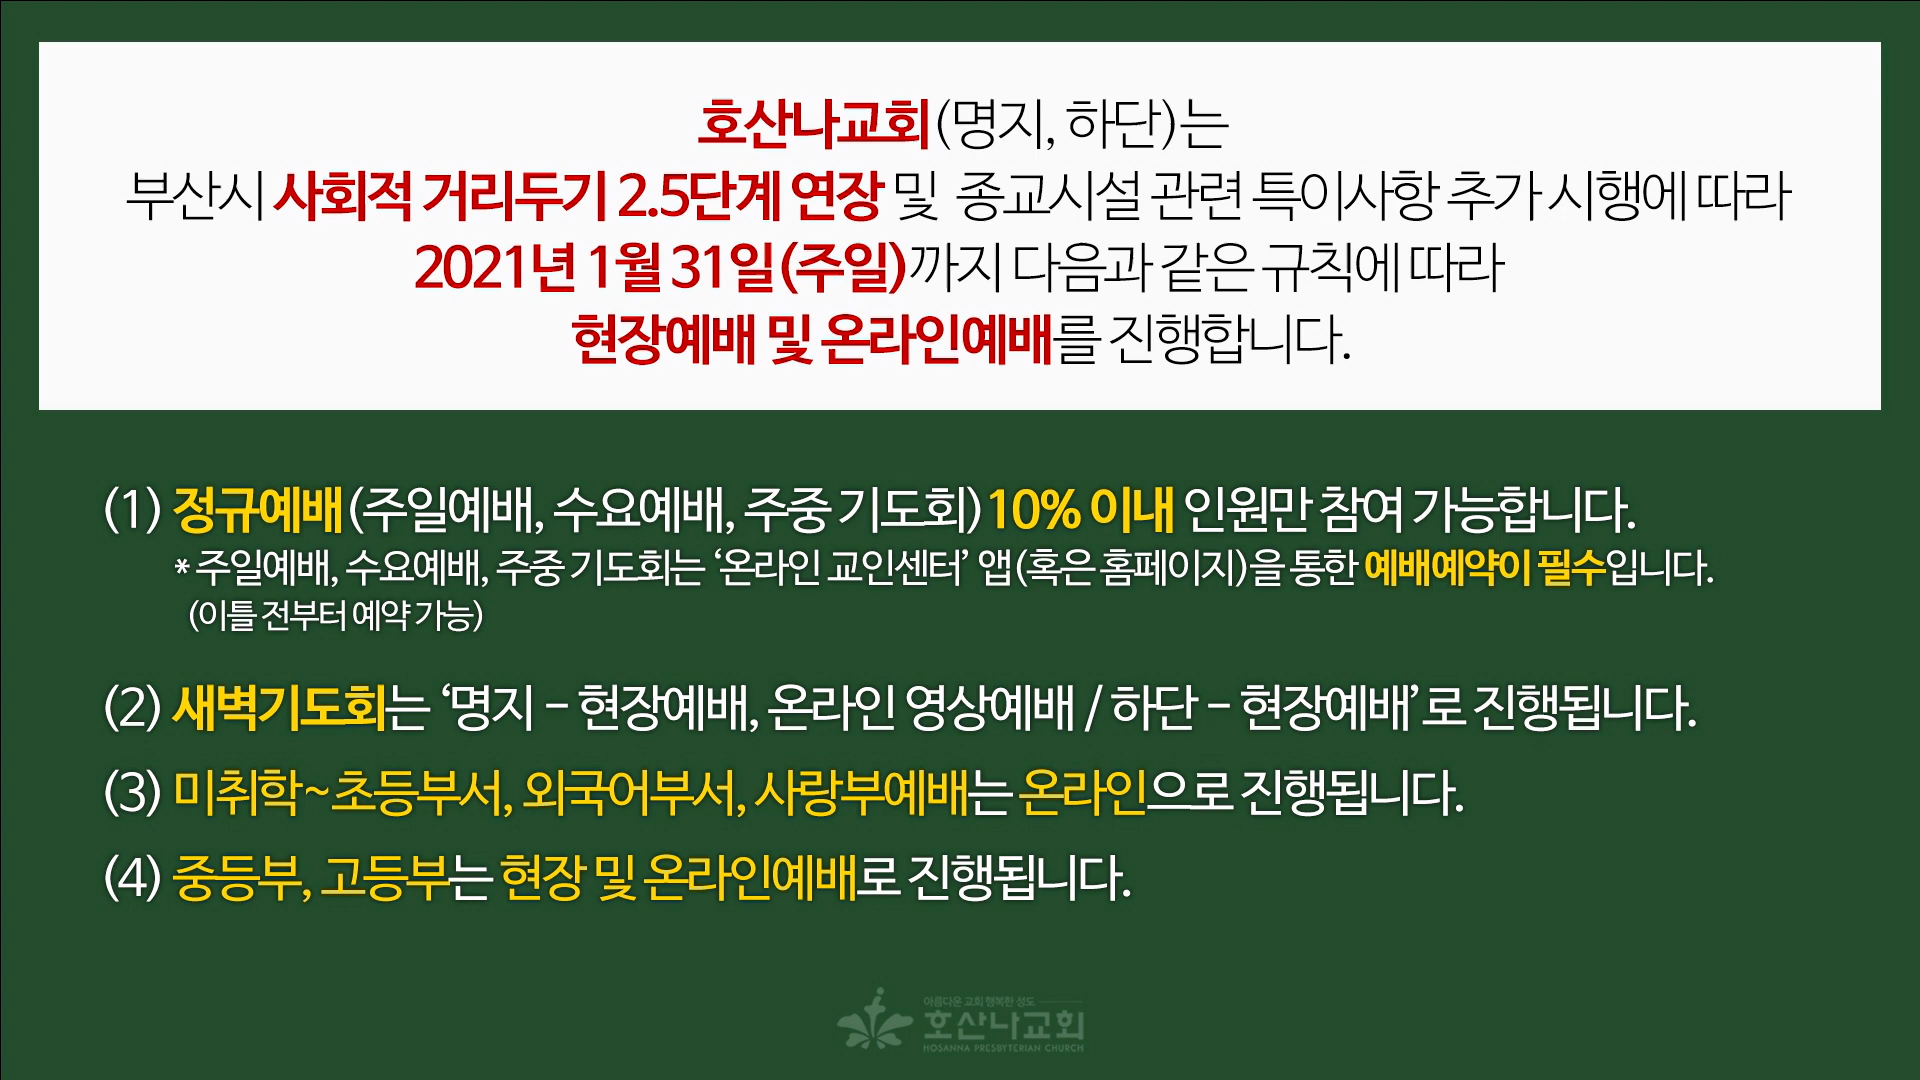 호산나교회(명지, 하단)는
부산시 사회적 거리두기 2.5단계 연장 및 종교시설 관련 특이사항 추가 시행에 따라
2021년 1월 31일(주일)까지 다음과 같은 규칙에 따라
현장예배 및 온라인예배를 진행합니다.
(1) 정규예배(주일예배, 수요예배, 주중 기도회) 10% 이내 인원만 참여 가능합니다.
* 주일예배, 수요예배, 주중 기도회는 ‘온라인 교인센터’ 앱(혹은 홈페이지)을 통한 예배예약이 필수입니다.
(이틀 전부터 예약 가능)
(2) 새벽기도회는 ‘명지 – 현장예배, 온라인 영상예배 / 하단 – 현장예배’로 진행됩니다.
(3) 미취학~초등부서, 외국어부서, 사랑부예배는 온라인으로 진행됩니다.
(4) 중등부, 고등부는 현장 및 온라인예배로 진행됩니다.
아름다운 교회 행복한 성도
호산나교회
HOSANNA PRESBYTERIAN CHURCH